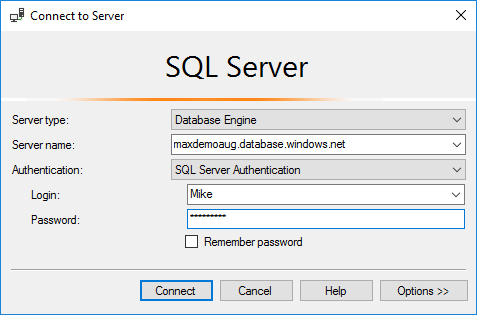 Connect to Server
SQL Server
Server type: Database Engine
Server name: maxdemoaug.database.windows.net
Authentication: SQL Server Authentication
Login: Mike
Password: *********
Remember password
Connect Cancel Help Options >>